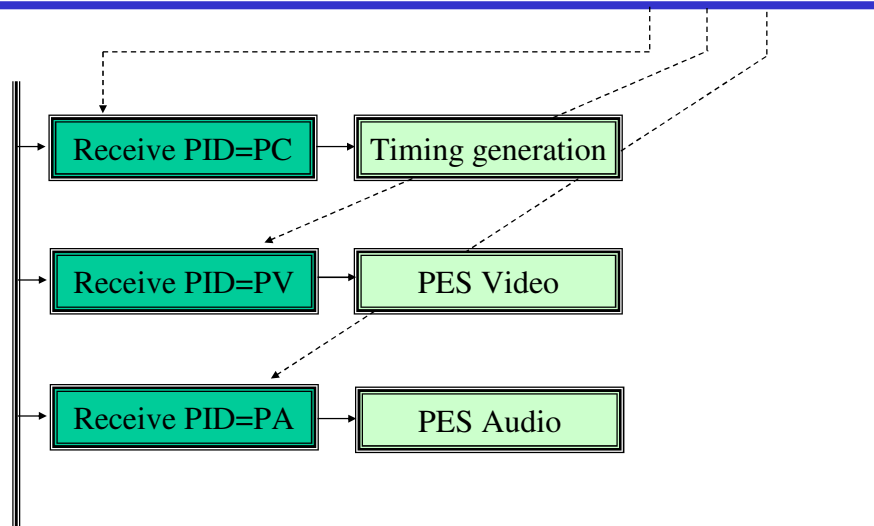 Receive PID=PC
Timing generation
Receive PID=PV
PES Video
Receive PID=PA
PES Audio